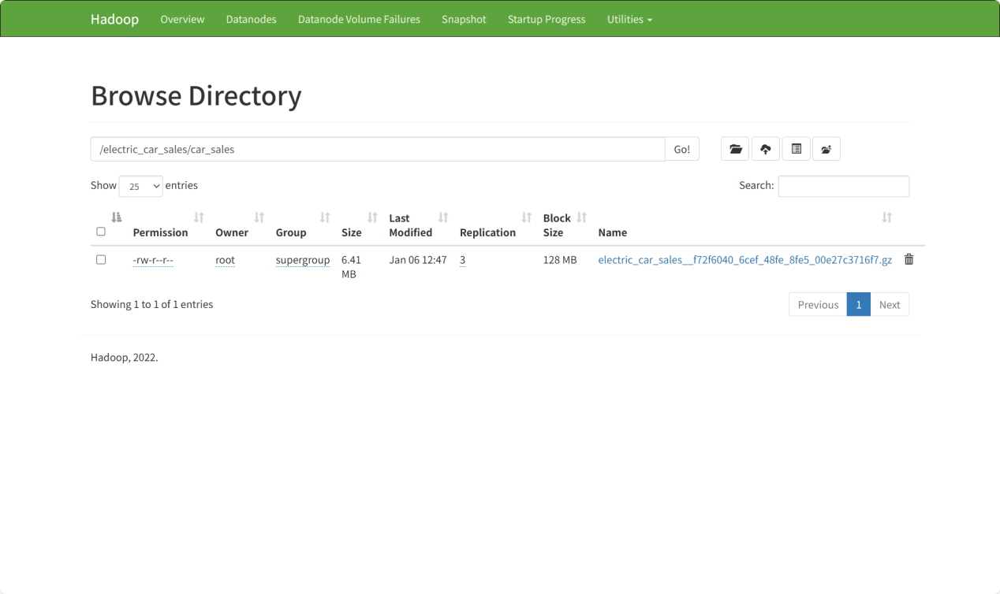 Hadoop Overview Datanodes Datanode Volume Failures Snapshot Startup Progress Utilities
Browse Directory
/electric_car_sales/car_sales Go!
Show 25 entries Search:
Permission Owner Group Size Last Modified Replication Block Size Name
-rw-r--r-- root supergroup 6.41 MB Jan 06 12:47 3 128 MB electric_car_sales__f72f6040_6cef_48fe_8fe5_00e27c3716f7.gz
Showing 1 to 1 of 1 entries Previous 1 Next
Hadoop, 2022.